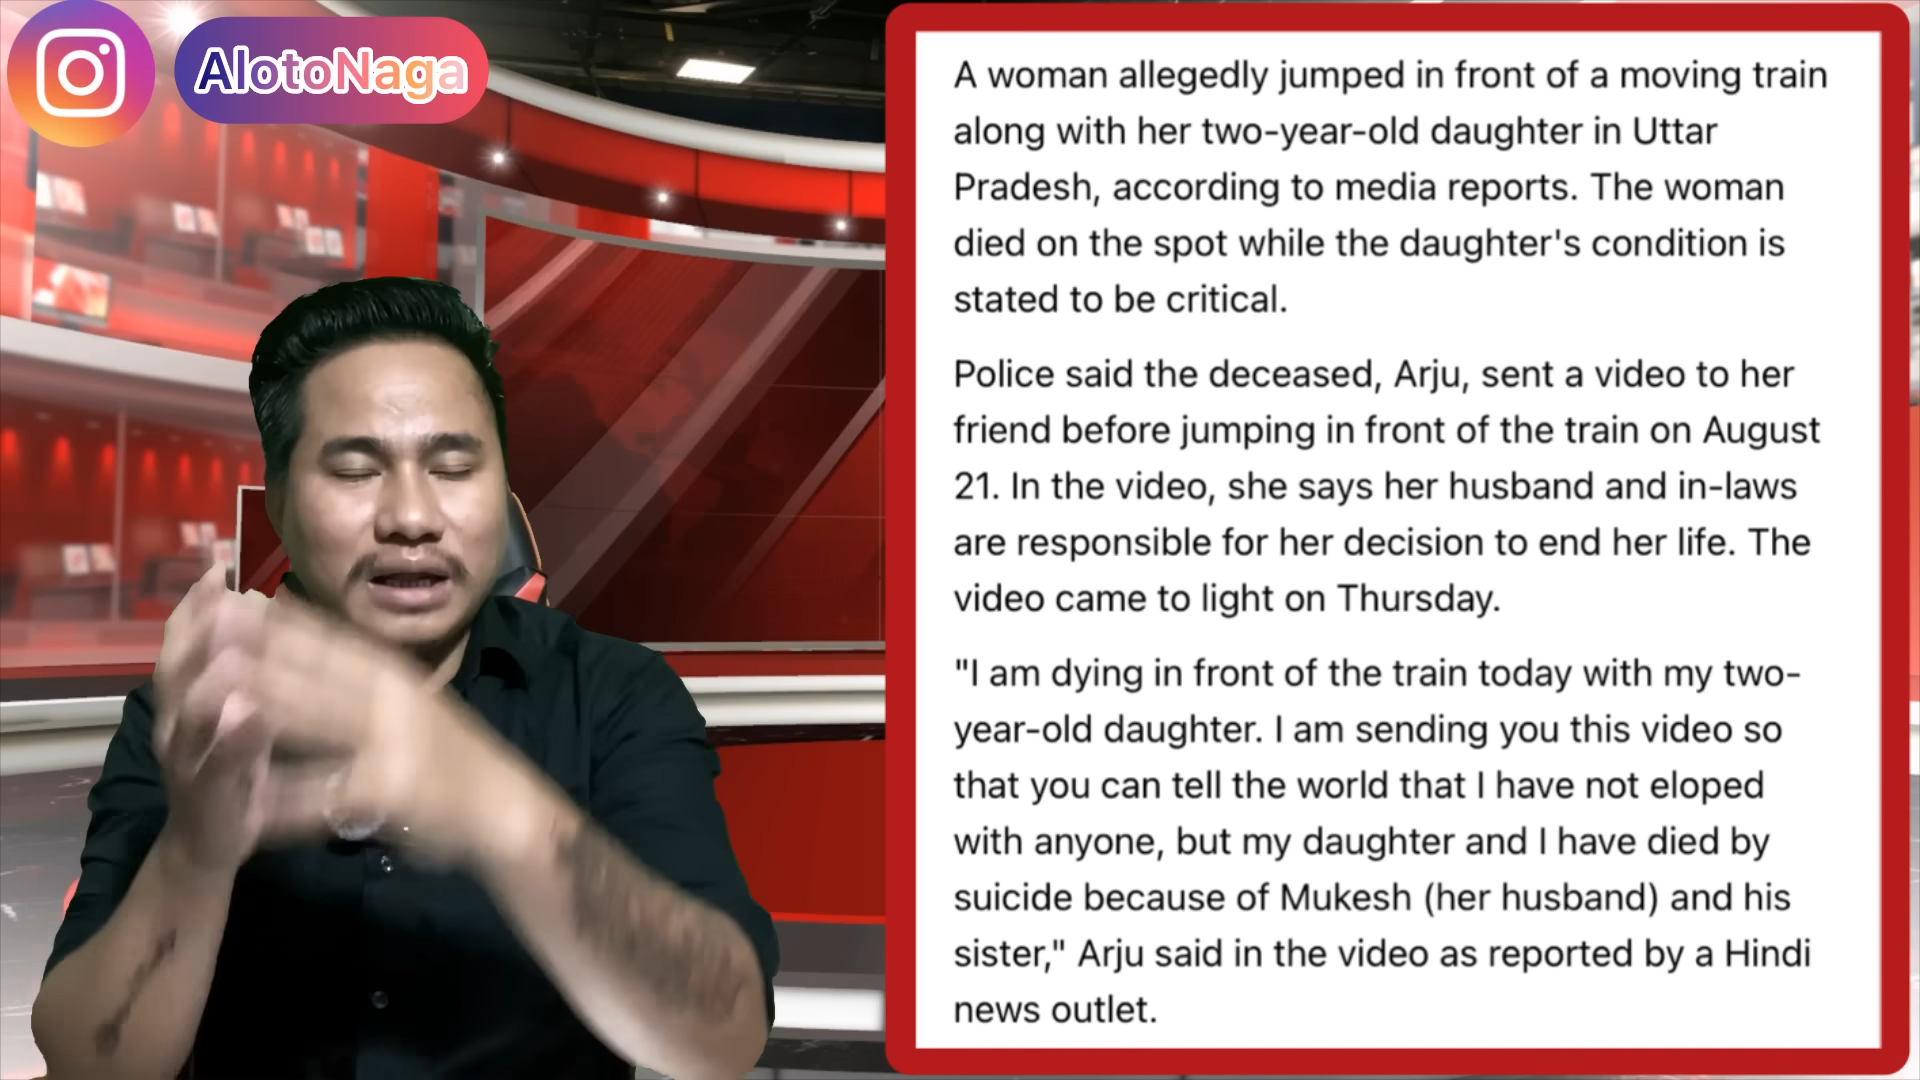 AlotoNaga
A woman allegedly jumped in front of a moving train
along with her two-year-old daughter in Uttar
Pradesh, according to media reports. The woman
died on the spot while the daughter's condition is
stated to be critical.
Police said the deceased, Arju, sent a video to her
friend before jumping in front of the train on August
21. In the video, she says her husband and in-laws
are responsible for her decision to end her life. The
video came to light on Thursday.
"I am dying in front of the train today with my two-
year-old daughter. I am sending you this video so
that you can tell the world that I have not eloped
with anyone, but my daughter and I have died by
suicide because of Mukesh (her husband) and his
sister," Arju said in the video as reported by a Hindi
news outlet.